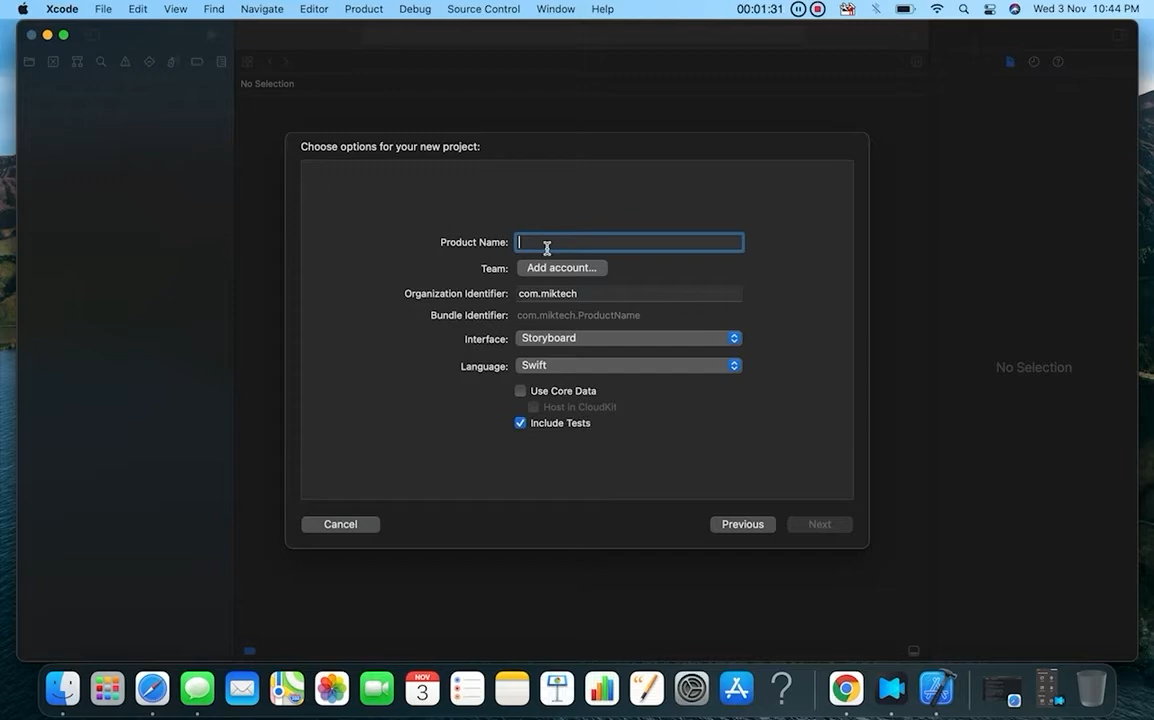 Xcode File Edit View Find Navigate Editor Product Debug Source Control Window Help 00:01:31 Wed 3 Nov 10:44 PM
No Selection
Choose options for your new project:
Product Name:
Team: Add account...
Organization Identifier: com.miktech
Bundle Identifier: com.miktech.ProductName
Interface: Storyboard
No Selection
Language: Swift
Use Core Data
Host in CloudKit
Include Tests
Cancel Previous Next
NOV
3